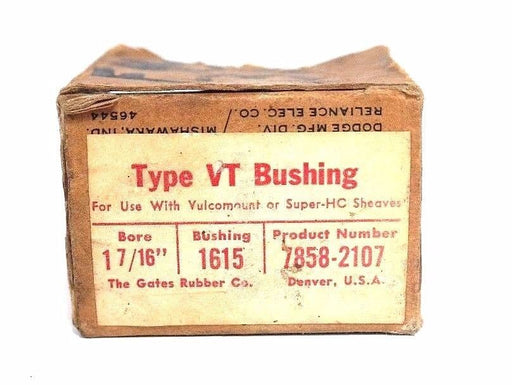 DODGE MFG. DIV.
RELIANCE ELEC. CO.
MISHAWAKA, IND.
46544
Type VT Bushing
For Use With Vulcomount or Super-HC Sheaves
Bore Bushing Product Number
1 7/16" 1615 7858-2107
The Gates Rubber Co. Denver, U.S.A.